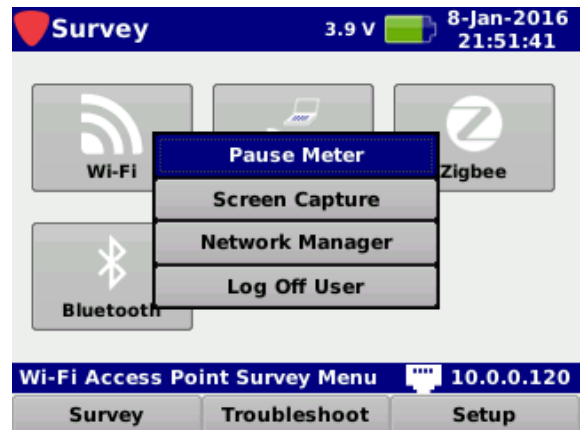 Survey
3.9 V
8-Jan-2016
21:51:41
Wi-Fi
Zigbee
Pause Meter
Screen Capture
Network Manager
Log Off User
Bluetooth
Wi-Fi Access Point Survey Menu
10.0.0.120
Survey
Troubleshoot
Setup